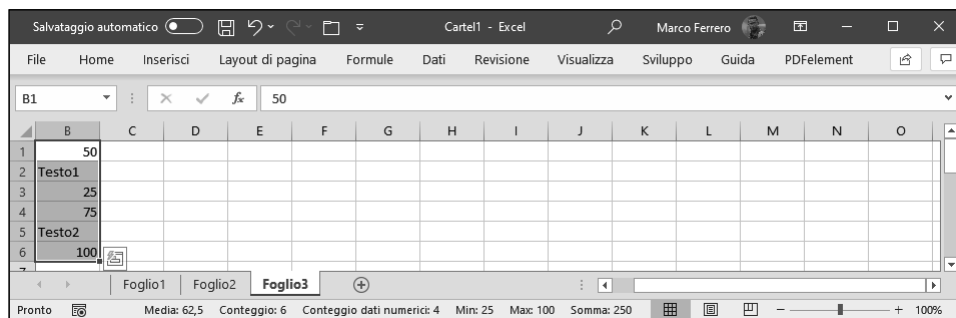 Salvataggio automatico Cartel1 - Excel Marco Ferrero
File Home Inserisci Layout di pagina Formule Dati Revisione Visualizza Sviluppo Guida PDFelement
B1 fx 50
B C D E F G H I J K L M N O
1 50
2 Testo1
3 25
4 75
5 Testo2
6 100
Foglio1 Foglio2 Foglio3
Pronto Media: 62,5 Conteggio: 6 Conteggio dati numerici: 4 Min: 25 Max: 100 Somma: 250 100%